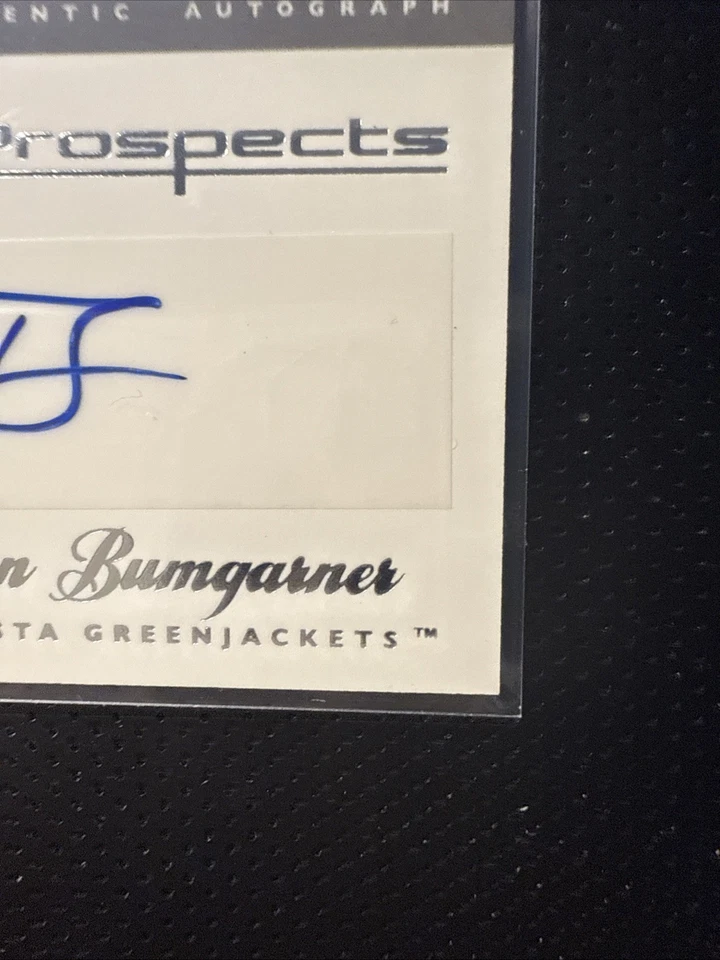 ENTIC AUTOGRAPH
Prospects
n Bumgarner
STA GREENJACKETS™